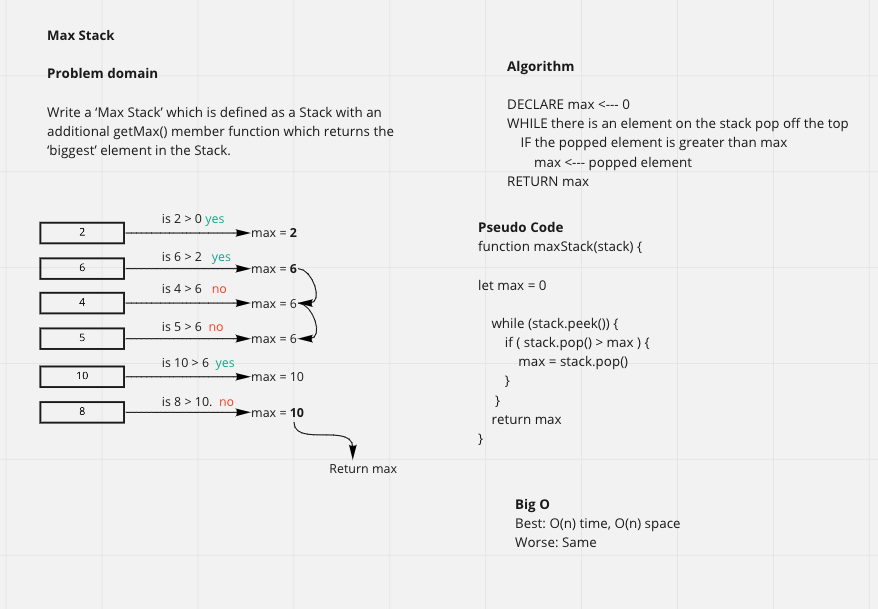 Max Stack
Problem domain
Write a ‘Max Stack’ which is defined as a Stack with an
additional getMax() member function which returns the
‘biggest’ element in the Stack.
2
is 2 > 0 yes
max = 2
6
is 6 > 2 yes
max = 6
4
is 4 > 6 no
max = 6
5
is 5 > 6 no
max = 6
10
is 10 > 6 yes
max = 10
8
is 8 > 10. no
max = 10
Return max
Algorithm
DECLARE max <--- 0
WHILE there is an element on the stack pop off the top
IF the popped element is greater than max
max <--- popped element
RETURN max
Pseudo Code
function maxStack(stack) {
let max = 0
while (stack.peek()) {
if ( stack.pop() > max ) {
max = stack.pop()
}
}
return max
}
Big O
Best: O(n) time, O(n) space
Worse: Same